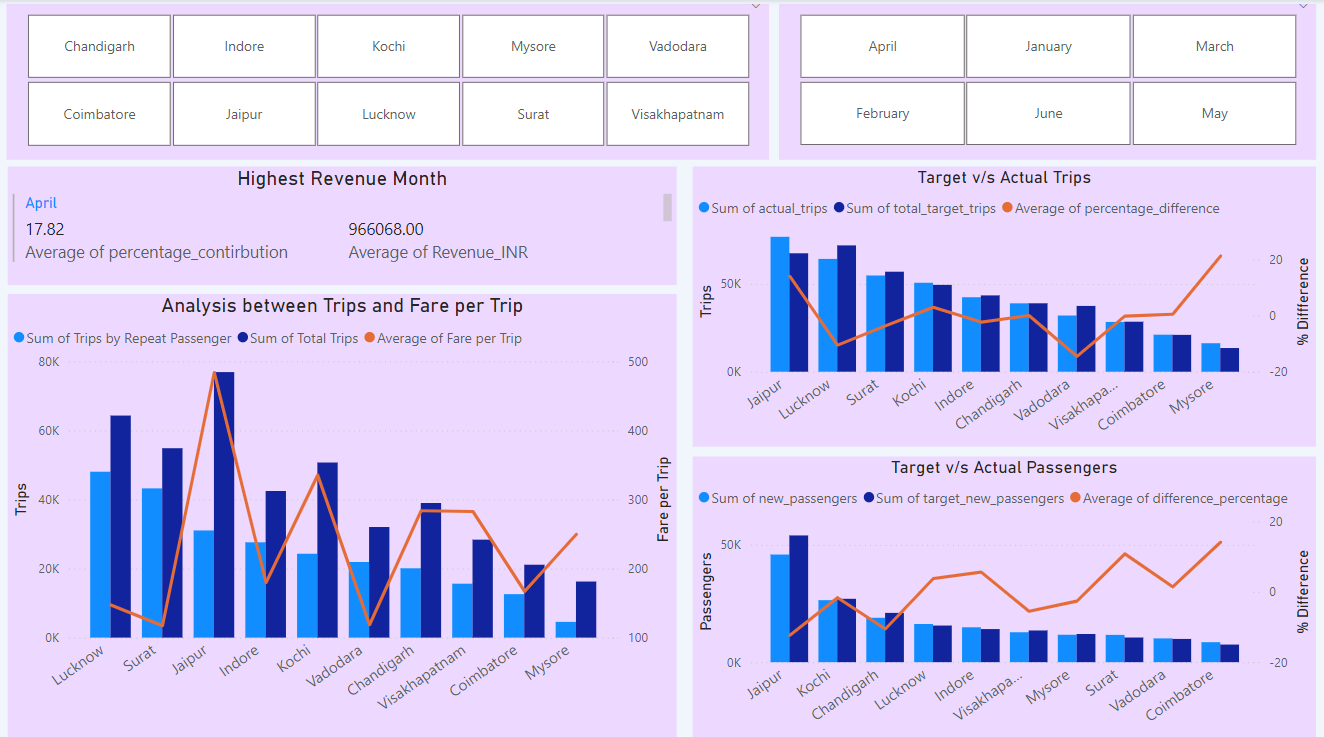 Chandigarh Indore Kochi Mysore Vadodara
Coimbatore Jaipur Lucknow Surat Visakhapatnam
April January March
February June May
Highest Revenue Month
April
17.82 966068.00
Average of percentage_contirbution Average of Revenue_INR
Analysis between Trips and Fare per Trip
Sum of Trips by Repeat Passenger Sum of Total Trips Average of Fare per Trip
80K
60K
40K
20K
0K
Trips
500
400
300
200
100
Fare per Trip
Lucknow Surat Jaipur Indore Kochi Vadodara Chandigarh Visakhapatnam Coimbatore Mysore
Target v/s Actual Trips
Sum of actual_trips Sum of total_target_trips Average of percentage_difference
50K
0K
Trips
20
0
-20
% Diffference
Jaipur Lucknow Surat Kochi Indore Chandigarh Vadodara Visakhapa... Coimbatore Mysore
Target v/s Actual Passengers
Sum of new_passengers Sum of target_new_passengers Average of difference_percentage
50K
0K
Passengers
20
0
-20
% Difference
Jaipur Kochi Chandigarh Lucknow Indore Visakhapa... Mysore Surat Vadodara Coimbatore